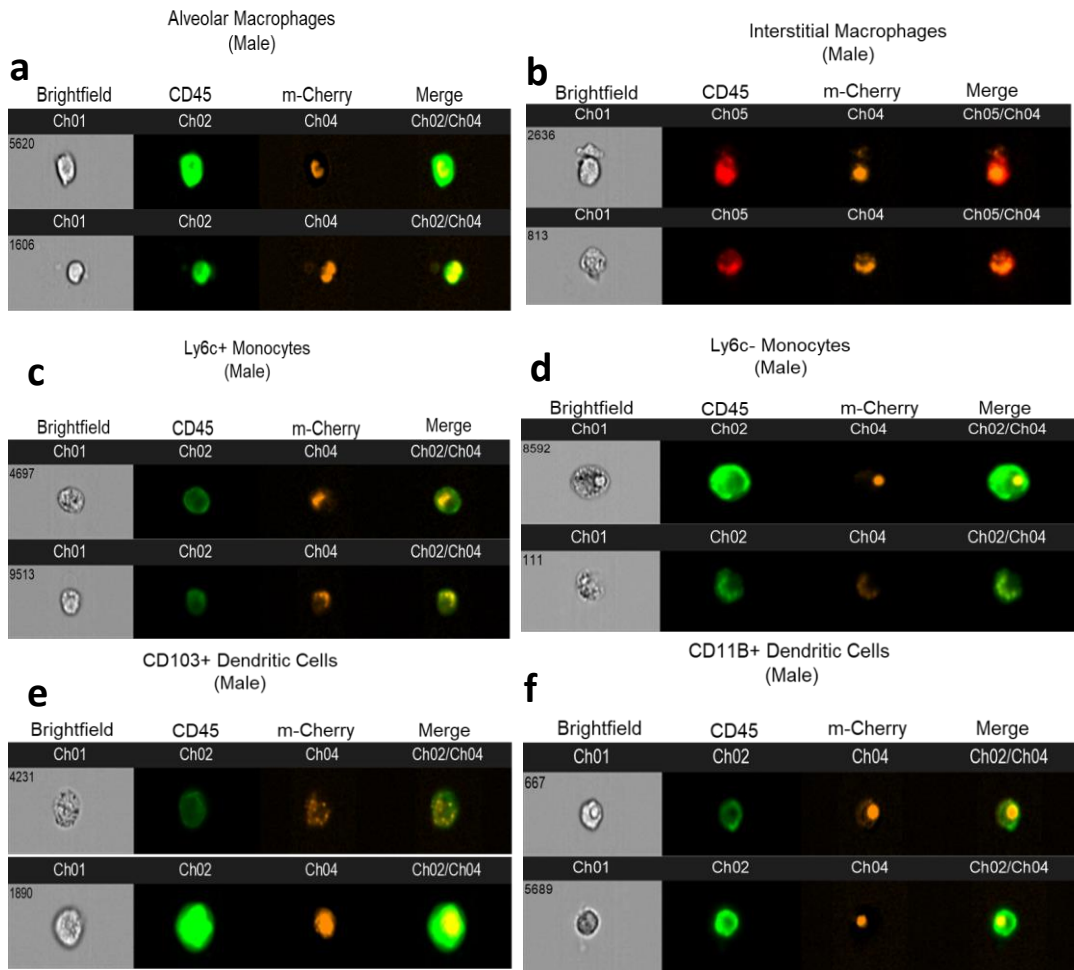 Alveolar Macrophages
(Male)
a
Brightfield CD45 m-Cherry Merge
Ch01 Ch02 Ch04 Ch02/Ch04
5620
Ch01 Ch02 Ch04 Ch02/Ch04
1606
Interstitial Macrophages
(Male)
b
Brightfield CD45 m-Cherry Merge
Ch01 Ch05 Ch04 Ch05/Ch04
2636
Ch01 Ch05 Ch04 Ch05/Ch04
813
Ly6c+ Monocytes
(Male)
c
Brightfield CD45 m-Cherry Merge
Ch01 Ch02 Ch04 Ch02/Ch04
4697
Ch01 Ch02 Ch04 Ch02/Ch04
9513
Ly6c- Monocytes
(Male)
d
Brightfield CD45 m-Cherry Merge
Ch01 Ch02 Ch04 Ch02/Ch04
8592
Ch01 Ch02 Ch04 Ch02/Ch04
111
CD103+ Dendritic Cells
(Male)
e
Brightfield CD45 m-Cherry Merge
Ch01 Ch02 Ch04 Ch02/Ch04
4231
Ch01 Ch02 Ch04 Ch02/Ch04
1890
CD11B+ Dendritic Cells
(Male)
f
Brightfield CD45 m-Cherry Merge
Ch01 Ch02 Ch04 Ch02/Ch04
667
Ch01 Ch02 Ch04 Ch02/Ch04
5689